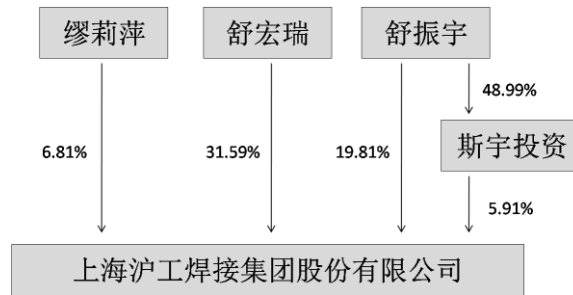 缪莉萍
舒宏瑞
舒振宇
48.99%
6.81%
31.59%
19.81%
斯宇投资
5.91%
上海沪工焊接集团股份有限公司